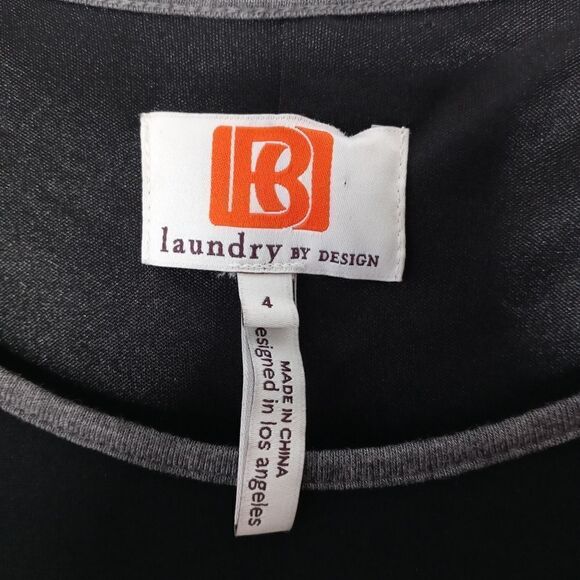 B
laundry BY DESIGN
4
MADE IN CHINA
esigned in los angeles